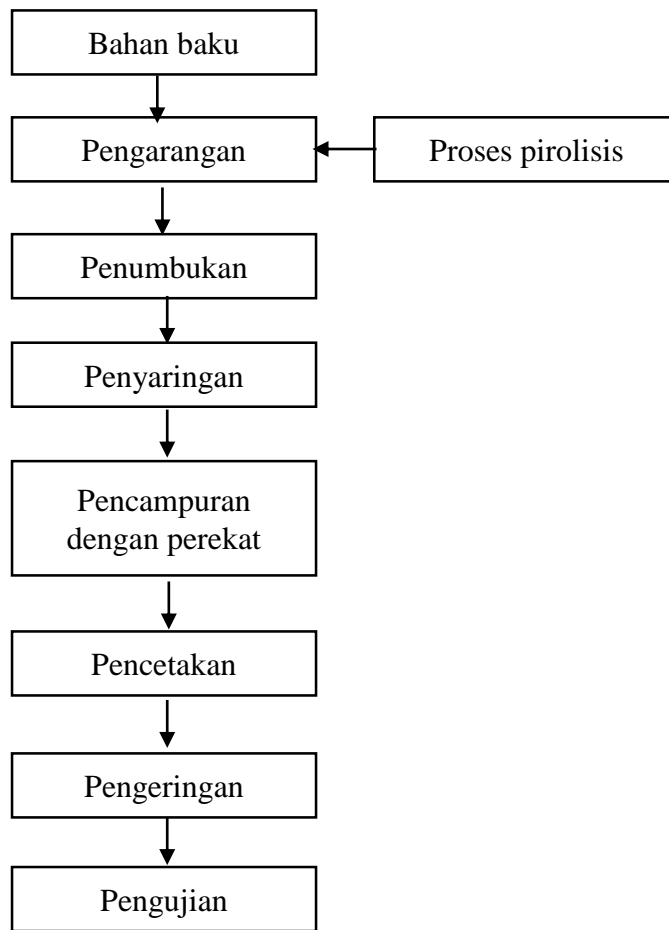 Bahan baku
Pengarangan
Proses pirolisis
Penumbukan
Penyaringan
Pencampuran
dengan perekat
Pencetakan
Pengeringan
Pengujian